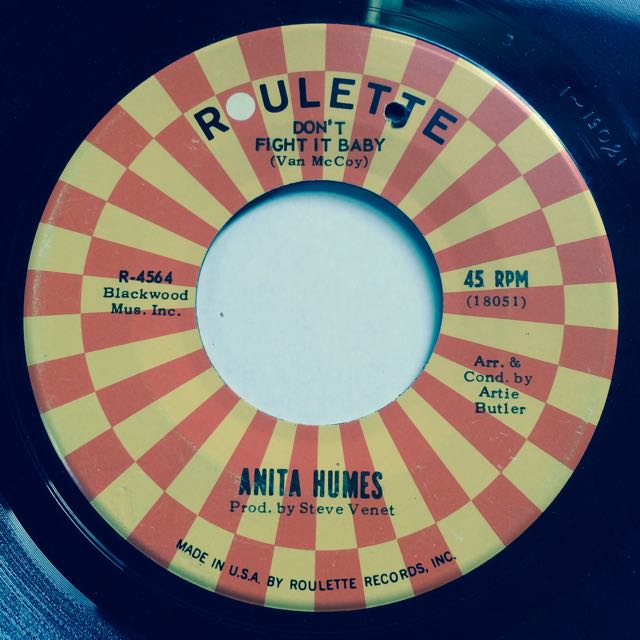 ROULETTE
DON'T
FIGHT IT BABY
(Van McCoy)
R-4564
Blackwood
Mus. Inc.
45 RPM
(18051)
Arr. &
Cond. by
Artie
Butler
ANITA HUMES
Prod. by Steve Venet
MADE IN U.S.A. BY ROULETTE RECORDS, INC.